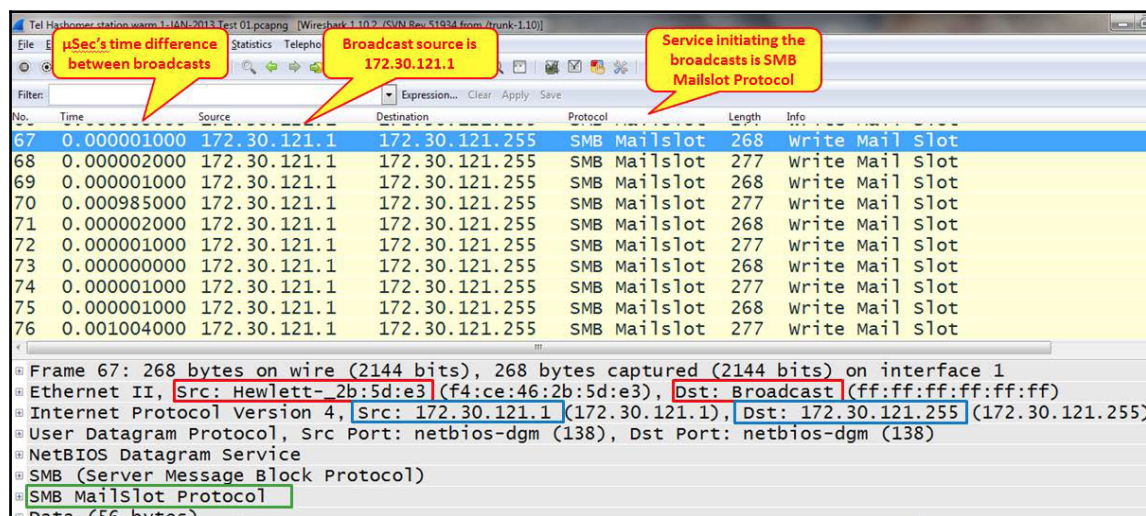 Tel Hashomer station warm 1-JAN-2013 Test 01.pcapng [Wireshark 1.10.2 (SVN Rev 51934 from /trunk-1.10)]
File Statistics
µSec's time difference
between broadcasts
Broadcast source is
172.30.121.1
Service initiating the
broadcasts is SMB
Mailslot Protocol
Filter: Expression... Clear Apply Save
No. Time Source Destination Protocol Length Info
67 0.000001000 172.30.121.1 172.30.121.255 SMB Mailslot 268 Write Mail Slot
68 0.000002000 172.30.121.1 172.30.121.255 SMB Mailslot 277 Write Mail Slot
69 0.000001000 172.30.121.1 172.30.121.255 SMB Mailslot 268 Write Mail Slot
70 0.000985000 172.30.121.1 172.30.121.255 SMB Mailslot 277 Write Mail Slot
71 0.000002000 172.30.121.1 172.30.121.255 SMB Mailslot 268 Write Mail Slot
72 0.000001000 172.30.121.1 172.30.121.255 SMB Mailslot 277 Write Mail Slot
73 0.000000000 172.30.121.1 172.30.121.255 SMB Mailslot 268 Write Mail Slot
74 0.000001000 172.30.121.1 172.30.121.255 SMB Mailslot 277 Write Mail Slot
75 0.000001000 172.30.121.1 172.30.121.255 SMB Mailslot 268 Write Mail Slot
76 0.001004000 172.30.121.1 172.30.121.255 SMB Mailslot 277 Write Mail Slot
Frame 67: 268 bytes on wire (2144 bits), 268 bytes captured (2144 bits) on interface 1
Ethernet II, Src: Hewlett-_2b:5d:e3 (f4:ce:46:2b:5d:e3), Dst: Broadcast (ff:ff:ff:ff:ff:ff)
Internet Protocol Version 4, Src: 172.30.121.1 (172.30.121.1), Dst: 172.30.121.255 (172.30.121.255)
User Datagram Protocol, Src Port: netbios-dgm (138), Dst Port: netbios-dgm (138)
NetBIOS Datagram Service
SMB (Server Message Block Protocol)
SMB MailSlot Protocol
Data (56 bytes)